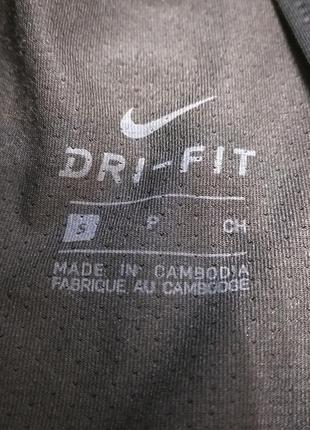 DRI-FIT
S P CH
MADE IN CAMBODIA
FABRIQUE AU CAMBODGE